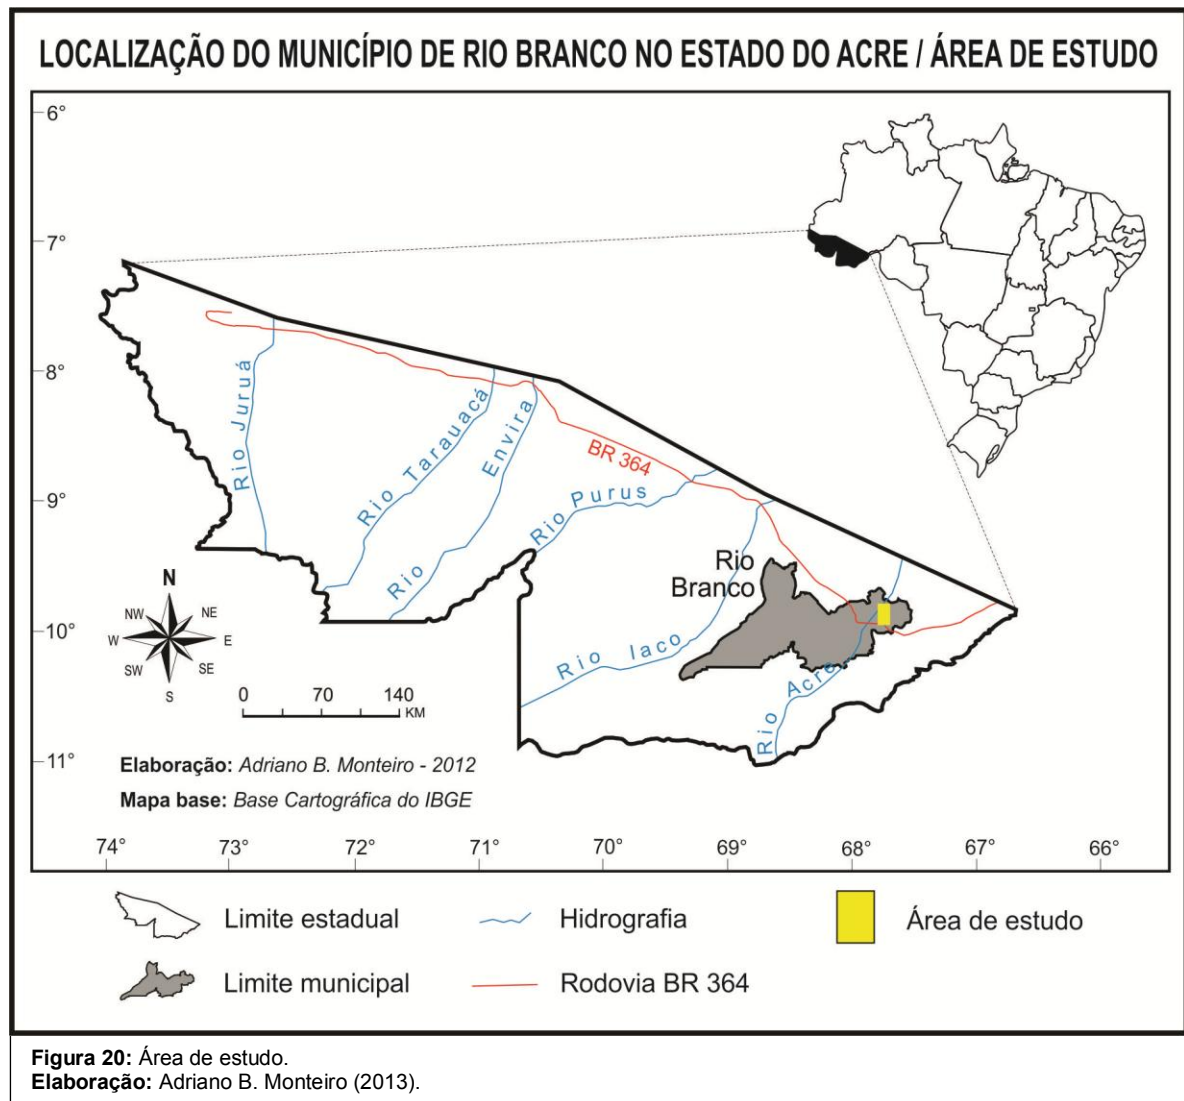 LOCALIZAÇÃO DO MUNICÍPIO DE RIO BRANCO NO ESTADO DO ACRE / ÁREA DE ESTUDO
6°
7°
8°
9°
10°
11°
Rio Juruá
Rio Tarauacá
Rio Envira
BR 364
Rio Purus
Rio
Branco
Rio Iaco
Rio Acre
N
NW
NE
W
E
SW
SE
S
0 70 140
KM
Elaboração: Adriano B. Monteiro - 2012
Mapa base: Base Cartográfica do IBGE
74° 73° 72° 71° 70° 69° 68° 67° 66°
Limite estadual
Hidrografia
Área de estudo
Limite municipal
Rodovia BR 364
Figura 20: Área de estudo.
Elaboração: Adriano B. Monteiro (2013).